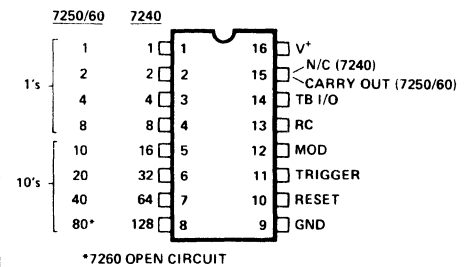 7250/60 7240
1 1 1 16 V+
2 2 2 15 N/C (7240)
CARRY OUT (7250/60)
1's
4 4 3 14 TB I/O
8 8 4 13 RC
10 16 5 12 MOD
10's
20 32 6 11 TRIGGER
40 64 7 10 RESET
80* 128 8 9 GND
*7260 OPEN CIRCUIT